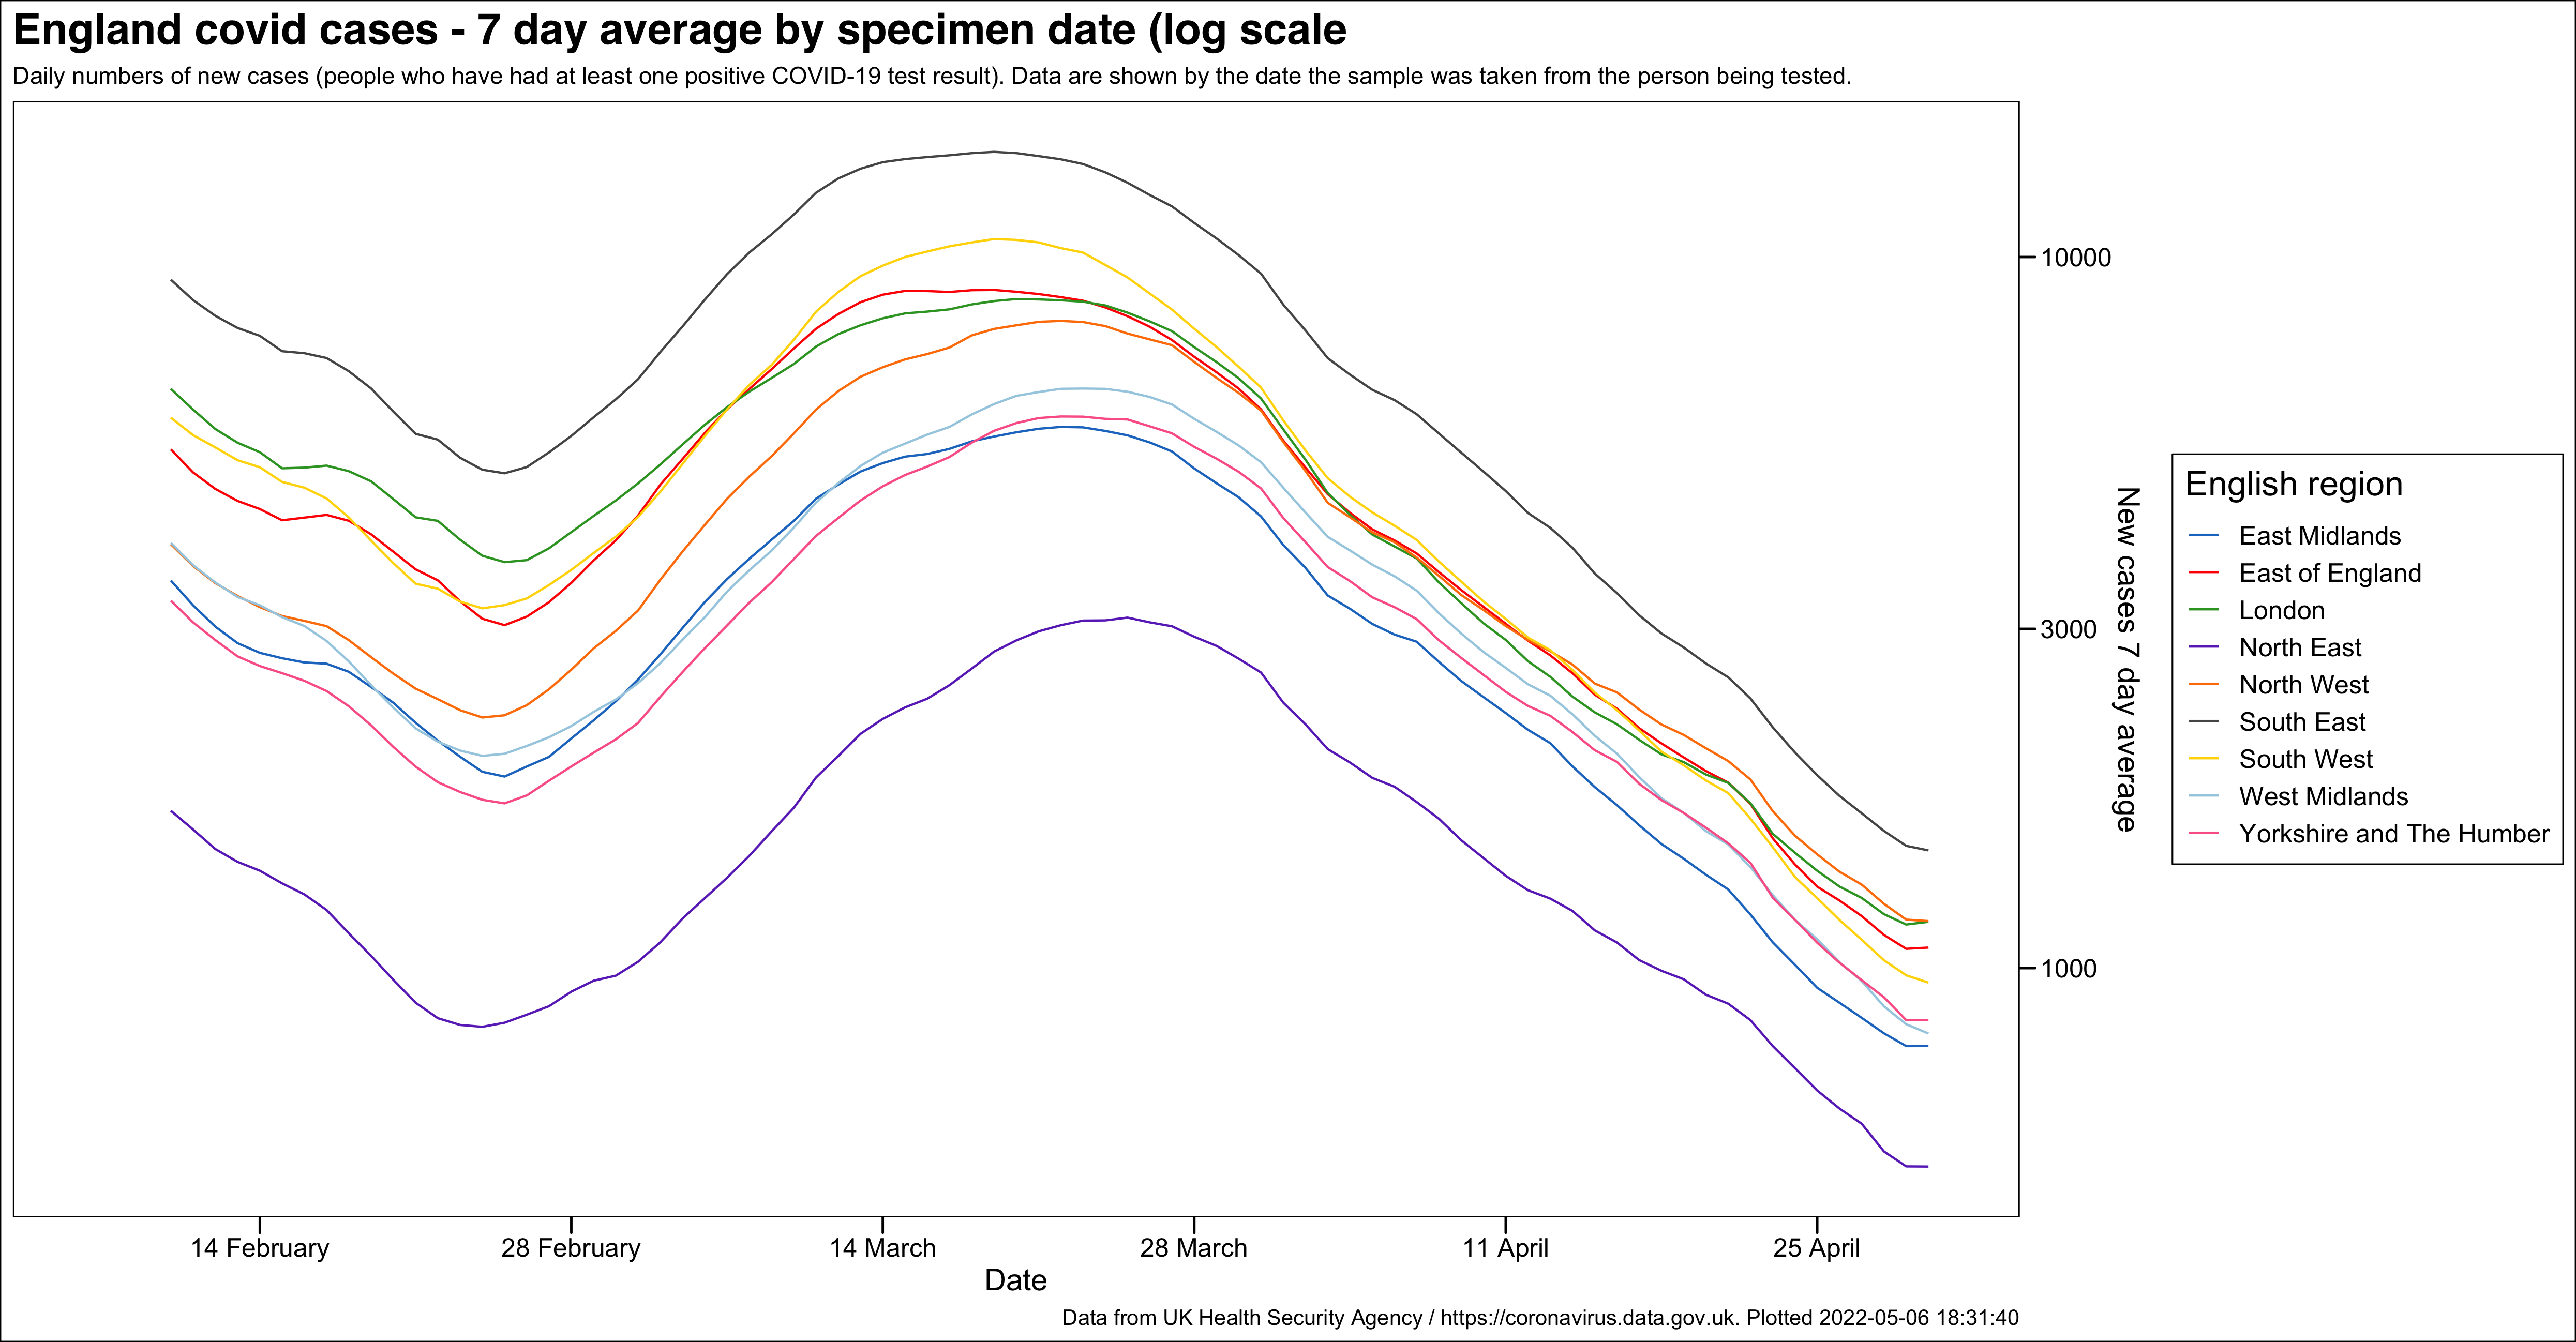 England covid cases - 7 day average by specimen date (log scale
Daily numbers of new cases (people who have had at least one positive COVID-19 test result). Data are shown by the date the sample was taken from the person being tested.
10000
3000
1000
New cases 7 day average
English region
East Midlands
East of England
London
North East
North West
South East
South West
West Midlands
Yorkshire and The Humber
14 February
28 February
14 March
28 March
11 April
25 April
Date
Data from UK Health Security Agency / https://coronavirus.data.gov.uk. Plotted 2022-05-06 18:31:40